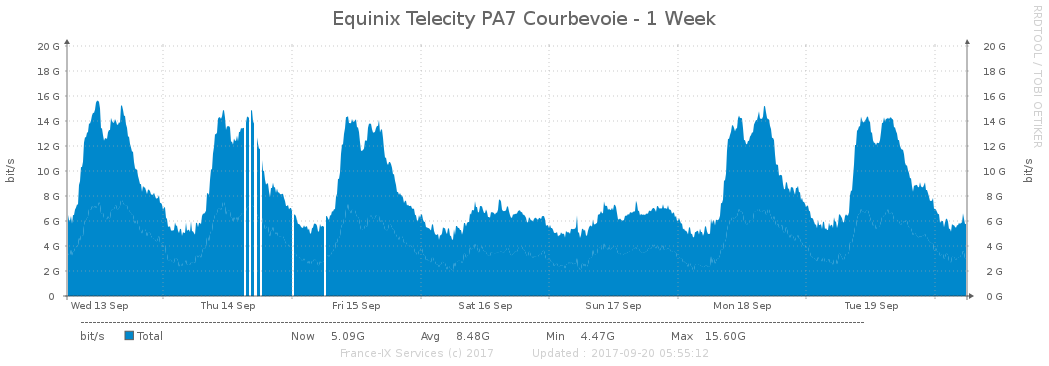 Equinix Telecity PA7 Courbevoie - 1 Week
RRDTOOL / TOBI OETIKER
20 G 20 G
18 G 18 G
16 G 16 G
14 G 14 G
12 G 12 G
10 G 10 G
8 G 8 G
6 G 6 G
4 G 4 G
2 G 2 G
0 0 G
bit/s
bit/s
Wed 13 Sep Thu 14 Sep Fri 15 Sep Sat 16 Sep Sun 17 Sep Mon 18 Sep Tue 19 Sep
bit/s Total Now 5.09G Avg 8.48G Min 4.47G Max 15.60G
France-IX Services (c) 2017 Updated : 2017-09-20 05:55:12